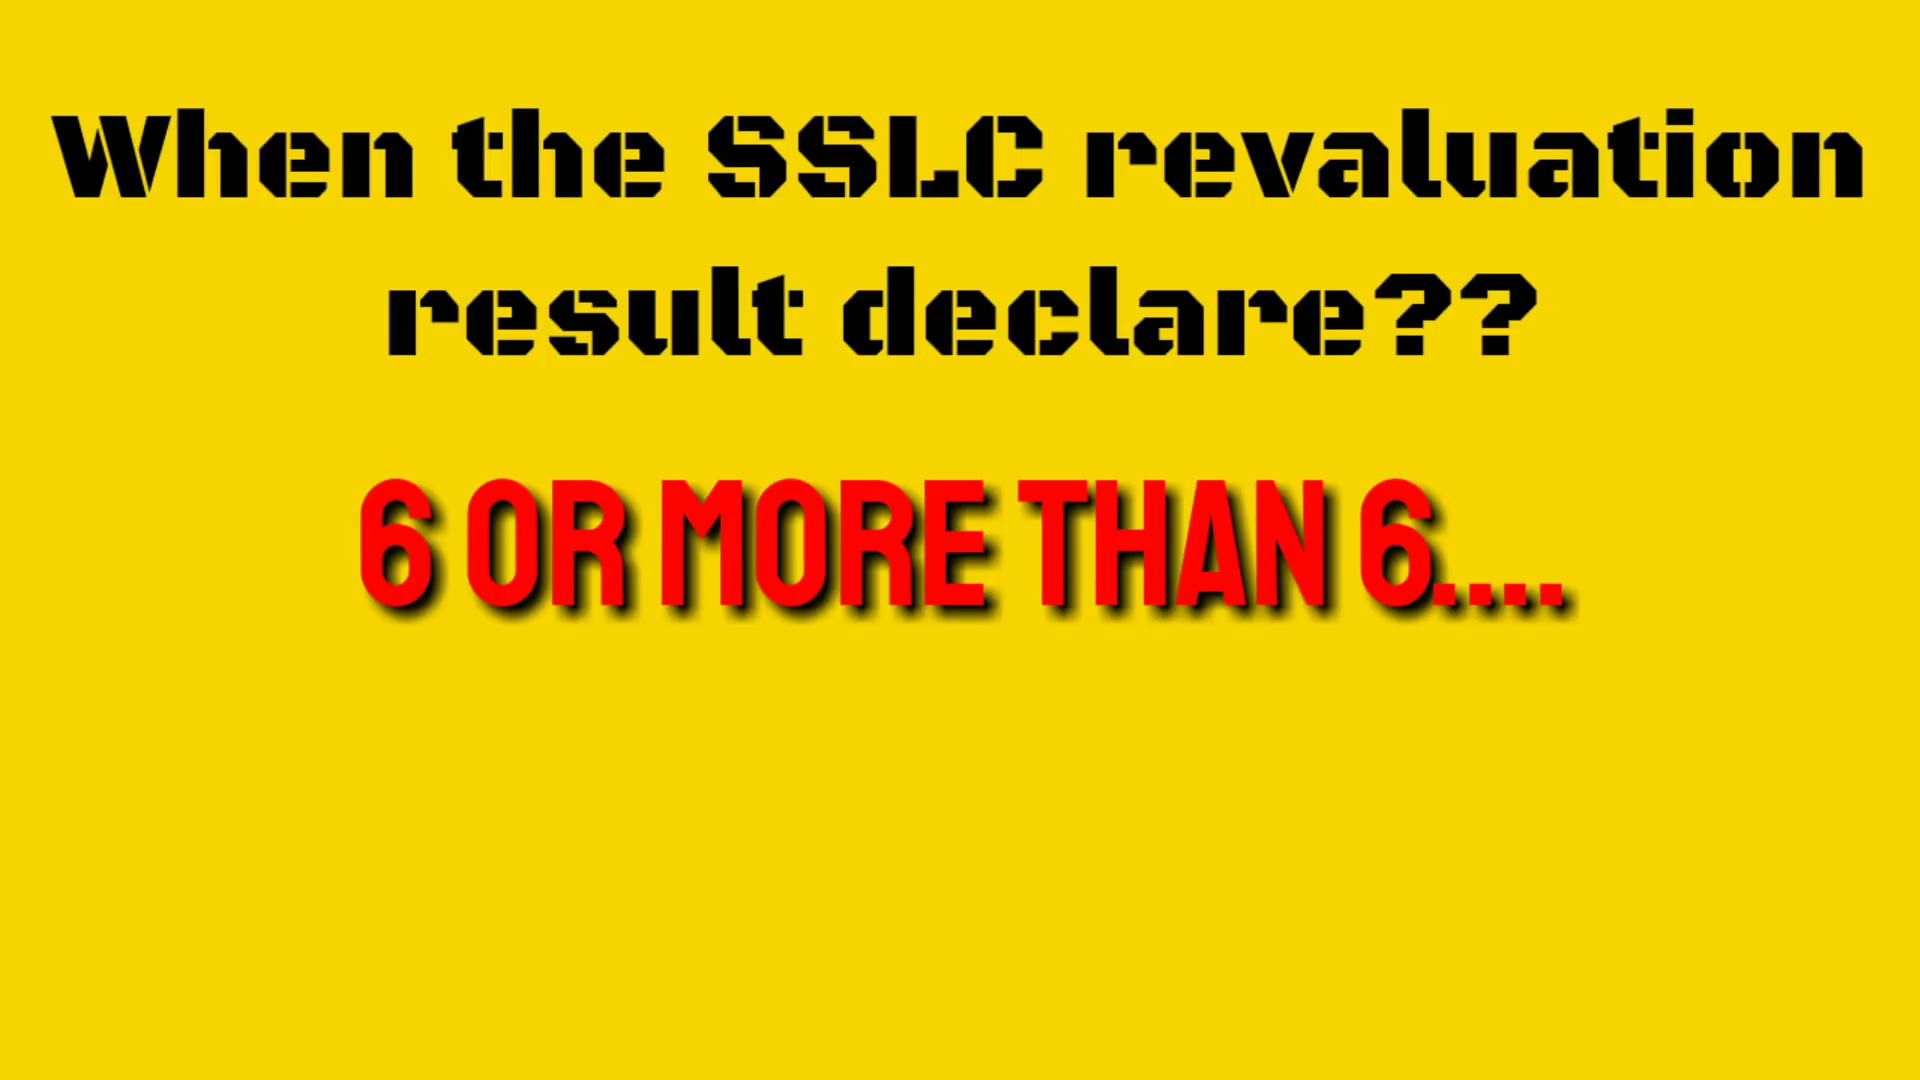 When the SSLC revaluation
result declare??
6 OR MORE THAN 6....